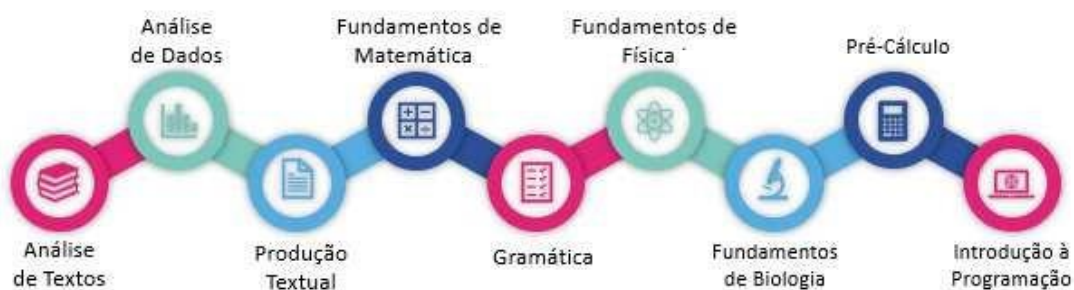 Análise
de Dados
Fundamentos de
Matemática
Fundamentos de
Física
Pré-Cálculo
Análise
de Textos
Produção
Textual
Gramática
Fundamentos
de Biologia
Introdução à
Programação